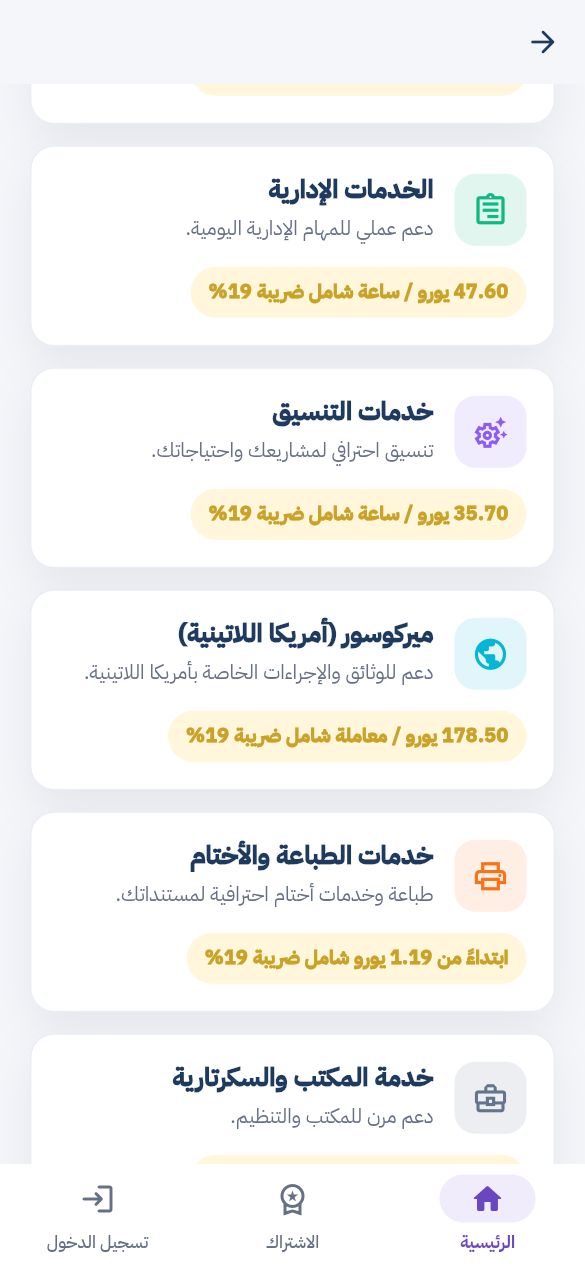 الخدمات الإدارية
دعم عملي للمهام الإدارية اليومية.
47.60 يورو / ساعة شامل ضريبة 19%
خدمات التنسيق
تنسيق احترافي لمشاريعك واحتياجاتك.
35.70 يورو / ساعة شامل ضريبة 19%
ميركوسور (أمريكا اللاتينية)
دعم للوثائق والإجراءات الخاصة بأمريكا اللاتينية.
178.50 يورو / معاملة شامل ضريبة 19%
خدمات الطباعة والأختام
طباعة وخدمات أختام احترافية لمستنداتك.
ابتداءً من 1.19 يورو شامل ضريبة 19%
خدمة المكتب والسكرتارية
دعم مرن للمكتب والتنظيم.
الرئيسية
الاشتراك
تسجيل الدخول